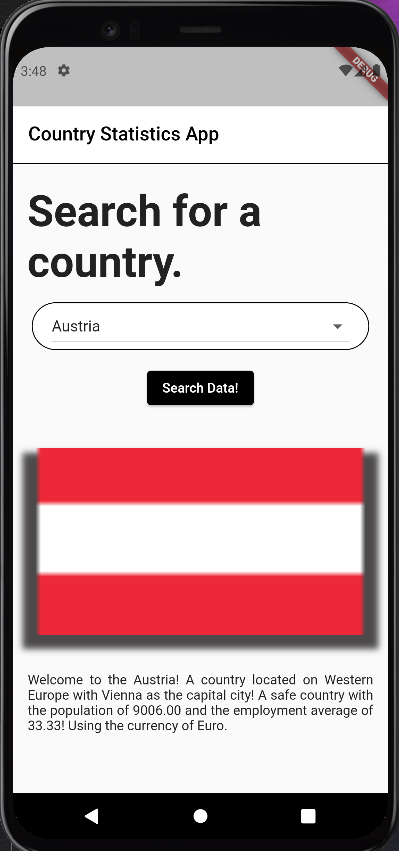 3:48
DEBUG
Country Statistics App
Search for a
country.
Austria
Search Data!
Welcome to the Austria! A country located on Western
Europe with Vienna as the capital city! A safe country with
the population of 9006.00 and the employment average of
33.33! Using the currency of Euro.